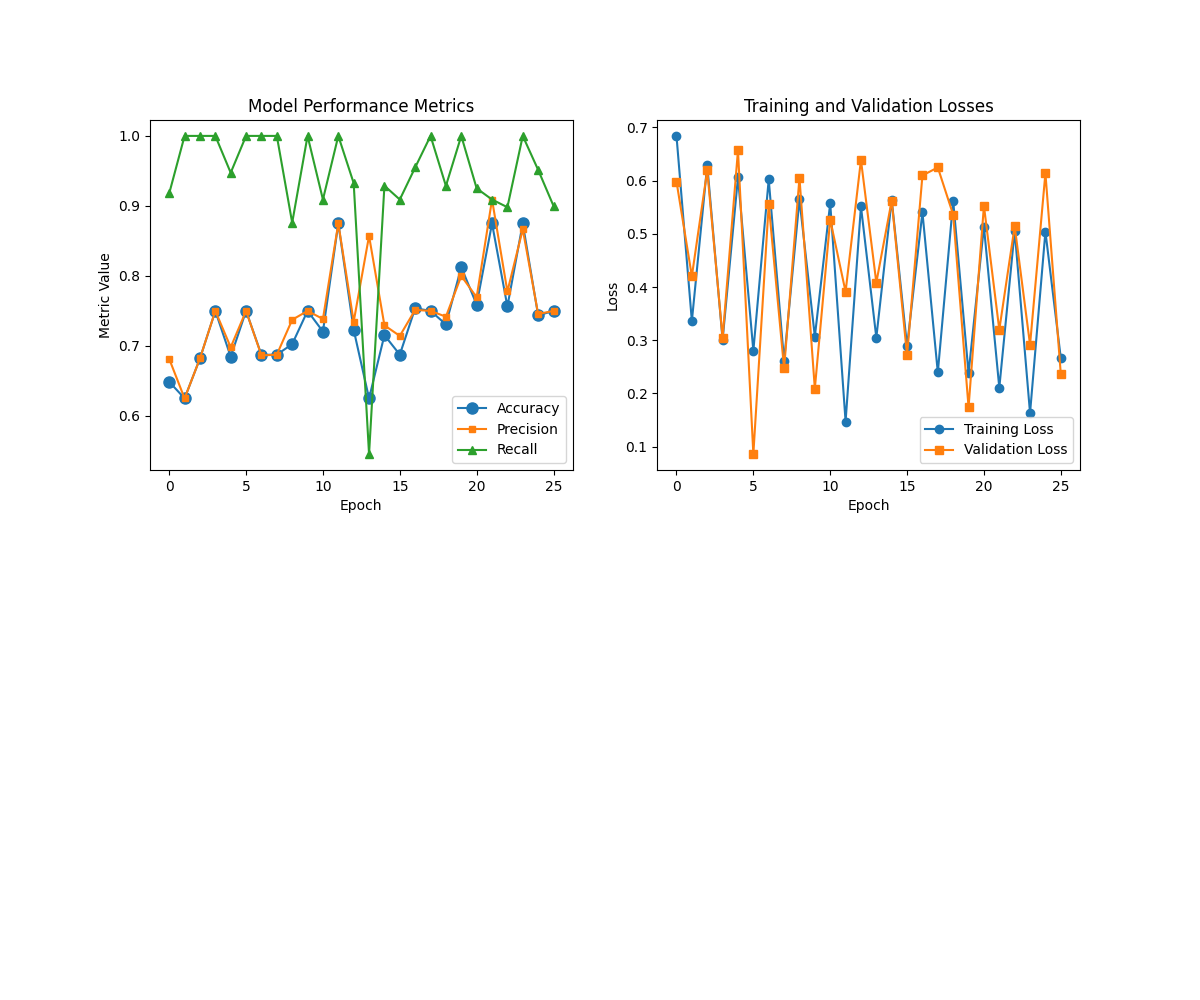 Model Performance Metrics
1.0
0.9
0.8
0.7
0.6
Metric Value
Accuracy
Precision
Recall
0 5 10 15 20 25
Epoch
Training and Validation Losses
0.7
0.6
0.5
0.4
0.3
0.2
0.1
Loss
Training Loss
Validation Loss
0 5 10 15 20 25
Epoch